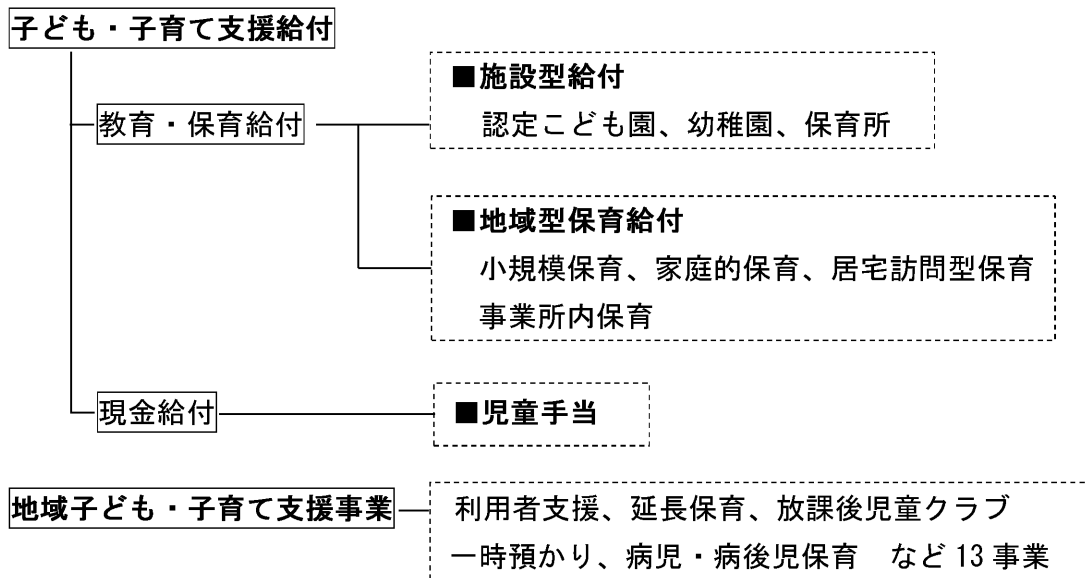 子ども・子育て支援給付
■施設型給付
教育・保育給付
認定こども園、幼稚園、保育所
■地域型保育給付
小規模保育、家庭的保育、居宅訪問型保育
事業所内保育
現金給付
■児童手当
地域子ども・子育て支援事業
利用者支援、延長保育、放課後児童クラブ
一時預かり、病児・病後児保育　など 13 事業